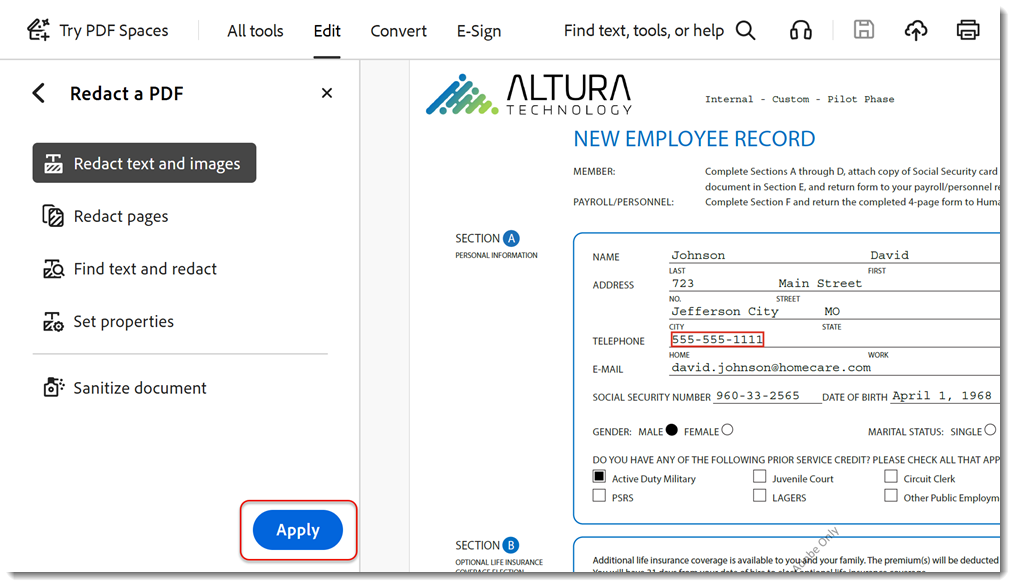 Try PDF Spaces All tools Edit Convert E-Sign Find text, tools, or help
Redact a PDF
Redact text and images
Redact pages
Find text and redact
Set properties
Sanitize document
Apply
ALTURA
TECHNOLOGY
Internal - Custom - Pilot Phase
NEW EMPLOYEE RECORD
MEMBER: Complete Sections A through D, attach copy of Social Security card
document in Section E, and return form to your payroll/personnel re
PAYROLL/PERSONNEL: Complete Section F and return the completed 4-page form to Huma
SECTION A
PERSONAL INFORMATION
NAME Johnson David
LAST FIRST
ADDRESS 723 Main Street
NO. STREET
Jefferson City MO
CITY STATE
TELEPHONE 555-555-1111
HOME WORK
E-MAIL david.johnson@homecare.com
SOCIAL SECURITY NUMBER 960-33-2565 DATE OF BIRTH April 1, 1968
GENDER: MALE FEMALE MARITAL STATUS: SINGLE
DO YOU HAVE ANY OF THE FOLLOWING PRIOR SERVICE CREDIT? PLEASE CHECK ALL THAT APP
Active Duty Military Juvenile Court Circuit Clerk
PSRS LAGERS Other Public Employm
SECTION B
OPTIONAL LIFE INSURANCE
Additional life insurance coverage is available to you and your family. The premium(s) will be deducted
Adobe Only